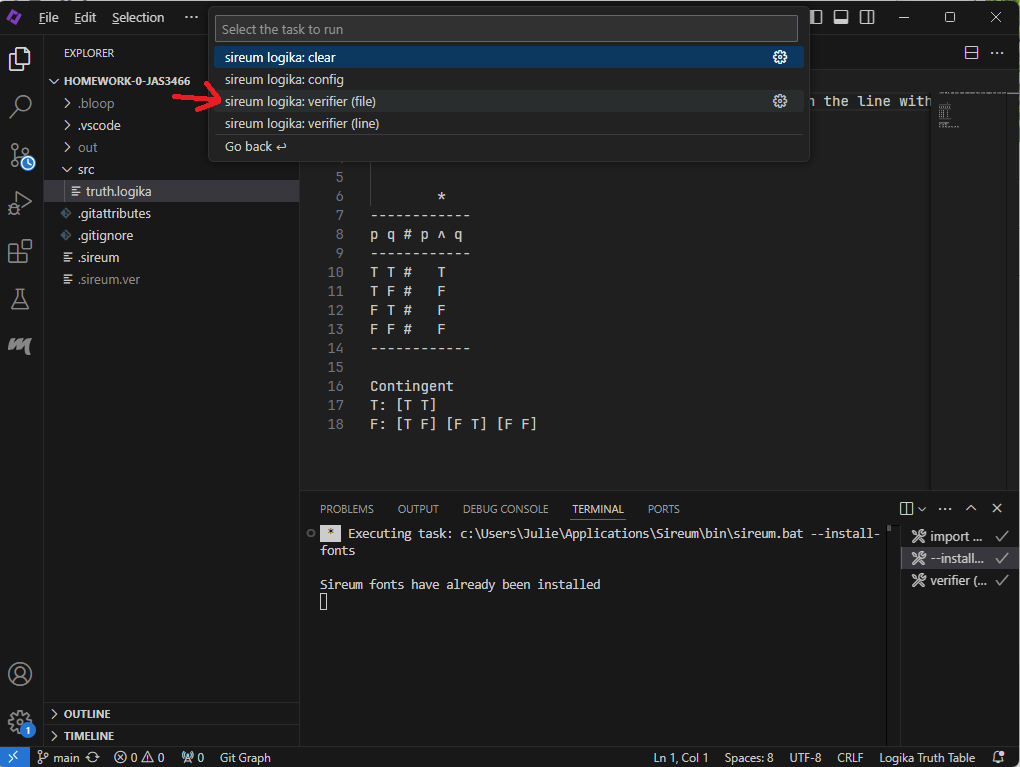 File Edit Selection ···
Select the task to run
sireum logika: clear
sireum logika: config
sireum logika: verifier (file)
sireum logika: verifier (line)
Go back ↩
EXPLORER
HOMEWORK-0-JAS3466
.bloop
.vscode
out
src
truth.logika
.gitattributes
.gitignore
.sireum
.sireum.ver
OUTLINE
TIMELINE
n the line with
5
6 *
7 ------------
8 p q # p ∧ q
9 ------------
10 T T # T
11 T F # F
12 F T # F
13 F F # F
14 ------------
15
16 Contingent
17 T: [T T]
18 F: [T F] [F T] [F F]
PROBLEMS OUTPUT DEBUG CONSOLE TERMINAL PORTS
* Executing task: c:\Users\Julie\Applications\Sireum\bin\sireum.bat --install-
fonts
Sireum fonts have already been installed
import ...
--install...
verifier (...
1
main 0 0 0 Git Graph Ln 1, Col 1 Spaces: 8 UTF-8 CRLF Logika Truth Table